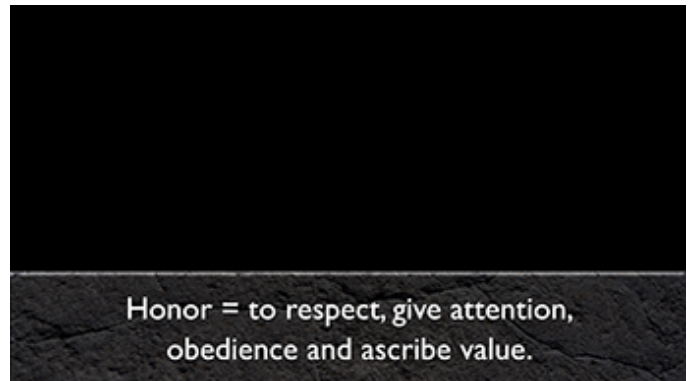 Honor = to respect, give attention,
obedience and ascribe value.